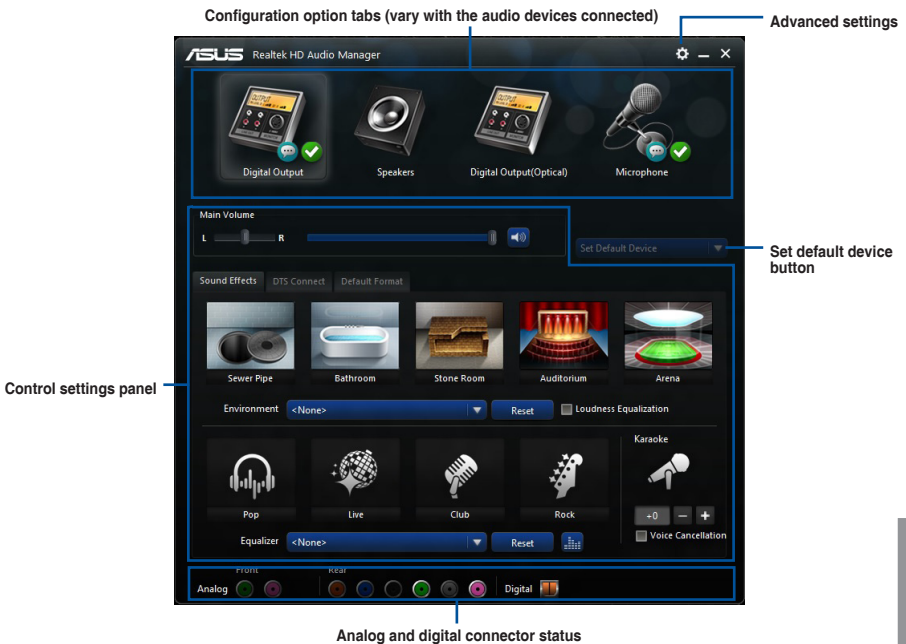 Configuration option tabs (vary with the audio devices connected)
Advanced settings
ASUS Realtek HD Audio Manager
OUTPUT
OUTPUT
Digital Output
Speakers
Digital Output(Optical)
Microphone
Main Volume
L R
Set Default Device
Set default device
button
Sound Effects DTS Connect Default Format
Sewer Pipe
Bathroom
Stone Room
Auditorium
Arena
Control settings panel
Environment <None> Reset Loudness Equalization
Karaoke
Pop
Live
Club
Rock
+0 − +
Equalizer <None> Reset Voice Cancellation
Front Rear
Analog Digital
Analog and digital connector status